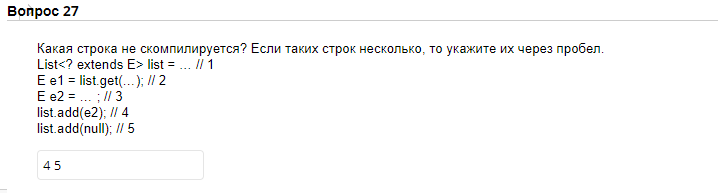 Вопрос 27
Какая строка не скомпилируется? Если таких строк несколько, то укажите их через пробел.
List<? extends E> list = ... // 1
E e1 = list.get(...); // 2
E e2 = ... ; // 3
list.add(e2); // 4
list.add(null); // 5
4 5